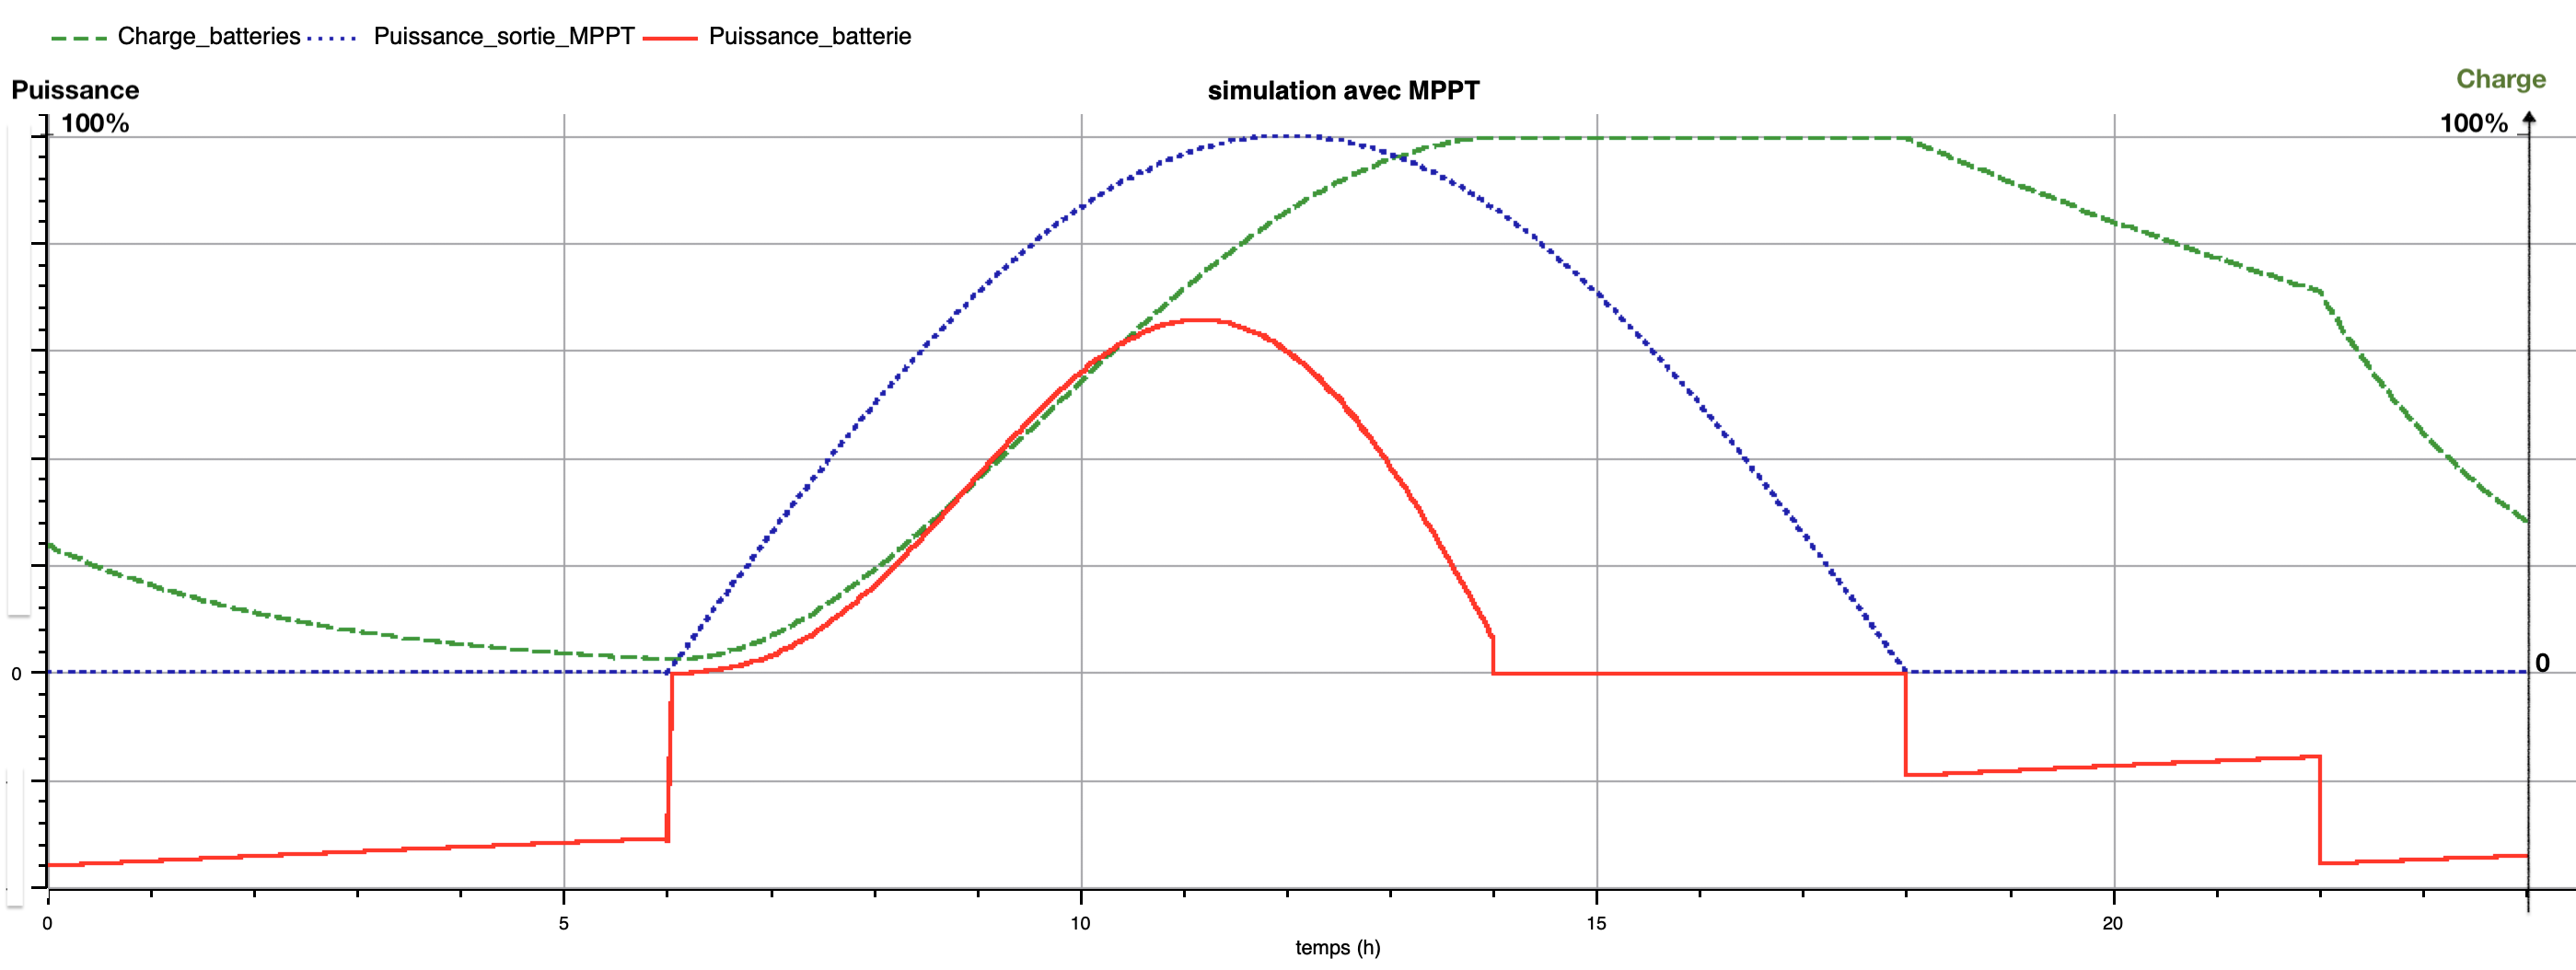 Charge_batteries Puissance_sortie_MPPT Puissance_batterie
Puissance simulation avec MPPT Charge
100% 100%
0 0
0 5 10 15 20
temps (h)